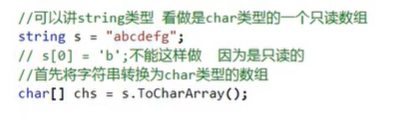 //可以讲string类型 看做是char类型的一个只读数组
string s = "abcdefg";
// s[0] = 'b';不能这样做  因为是只读的
//首先将字符串转换为char类型的数组
char[] chs = s.ToCharArray();